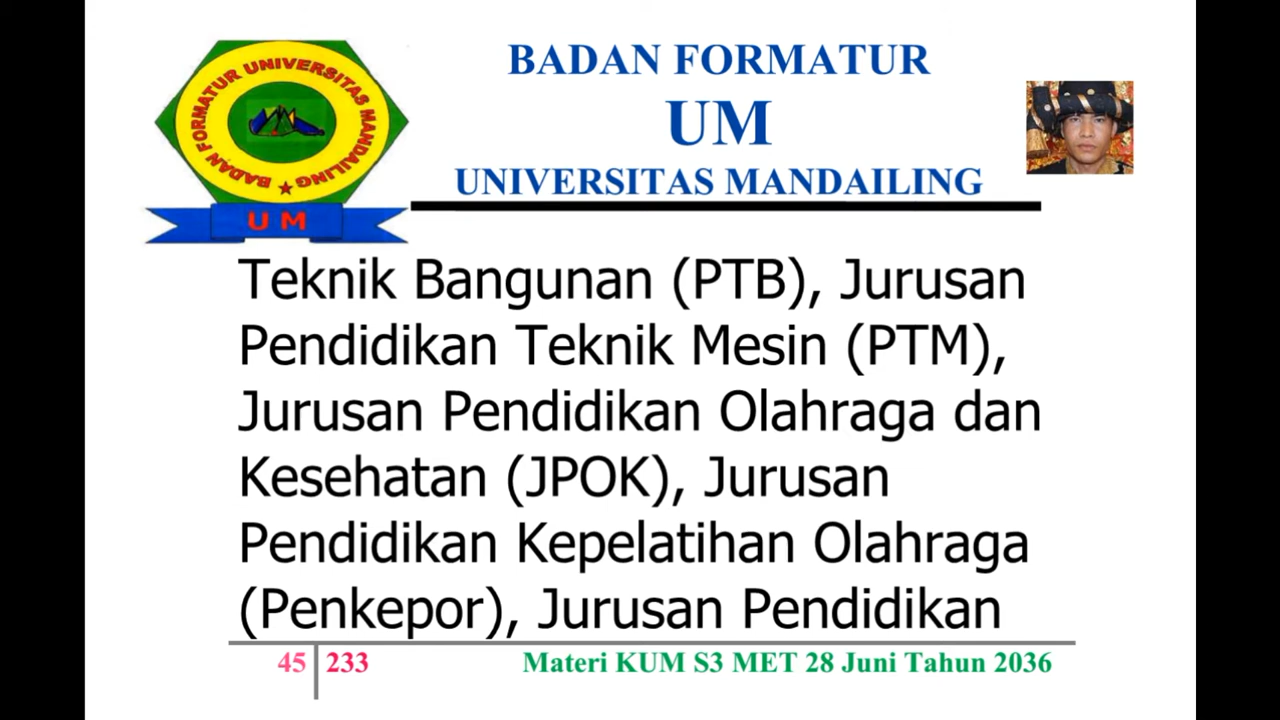 BADAN FORMATUR UNIVERSITAS MANDAILING
U M
BADAN FORMATUR
UM
UNIVERSITAS MANDAILING
Teknik Bangunan (PTB), Jurusan
Pendidikan Teknik Mesin (PTM),
Jurusan Pendidikan Olahraga dan
Kesehatan (JPOK), Jurusan
Pendidikan Kepelatihan Olahraga
(Penkepor), Jurusan Pendidikan
45 233 Materi KUM S3 MET 28 Juni Tahun 2036